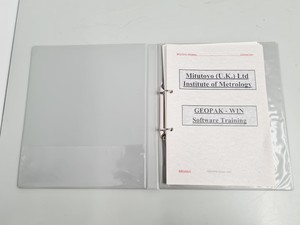 Mitutoyo (U.K.) Ltd
Institute of Metrology
GEOPAK - WIN
Software Training